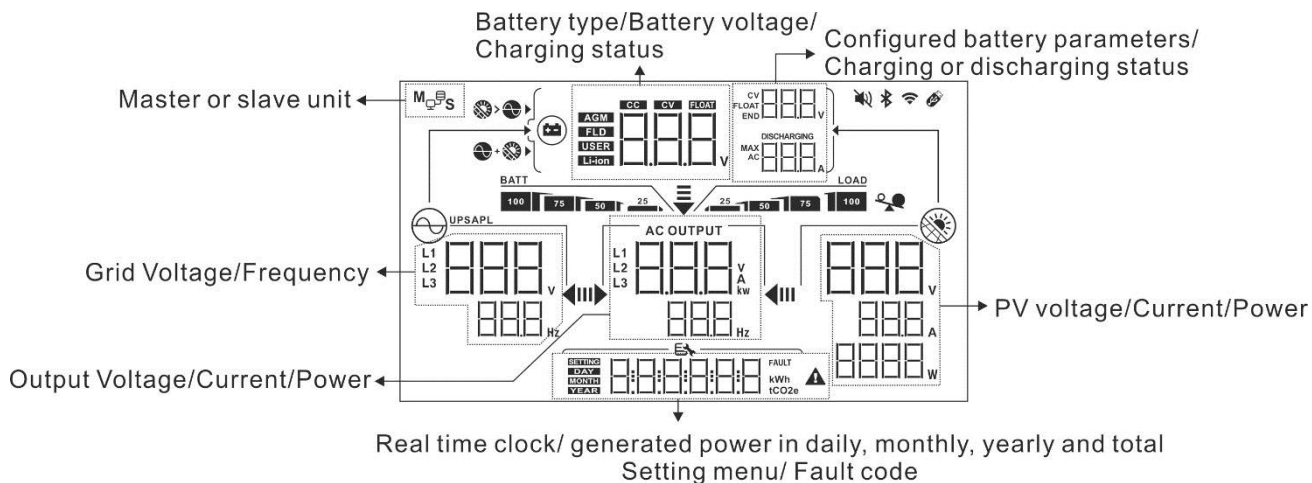 Battery type/Battery voltage/
Charging status
Configured battery parameters/
Charging or discharging status
Master or slave unit
M S
CC CV FLOAT
AGM
FLD
USER
Li-ion
V
CV
FLOAT
END
V
DISCHARGING
MAX
AC
A
BATT
LOAD
100 75 50 25
25 50 75 100
UPSAPL
AC OUTPUT
Grid Voltage/Frequency
L1
L2
L3
V
Hz
L1
L2
L3
V
A
kw
Hz
V
A
W
PV voltage/Current/Power
Output Voltage/Current/Power
SETTING
DAY
MONTH
YEAR
FAULT
kWh
tCO2e
Real time clock/ generated power in daily, monthly, yearly and total
Setting menu/ Fault code